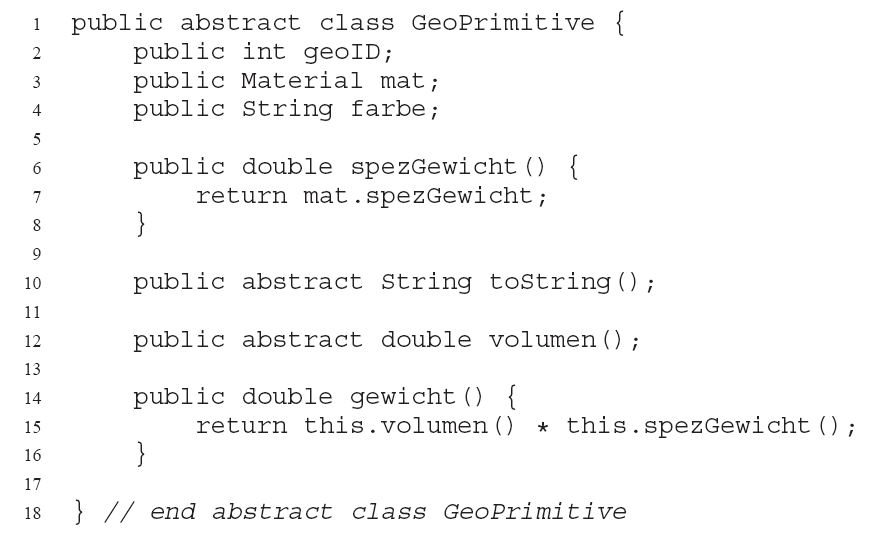 1 public abstract class GeoPrimitive {
2 public int geoID;
3 public Material mat;
4 public String farbe;
5
6 public double spezGewicht() {
7 return mat.spezGewicht;
8 }
9
10 public abstract String toString();
11
12 public abstract double volumen();
13
14 public double gewicht() {
15 return this.volumen() * this.spezGewicht();
16 }
17
18 } // end abstract class GeoPrimitive